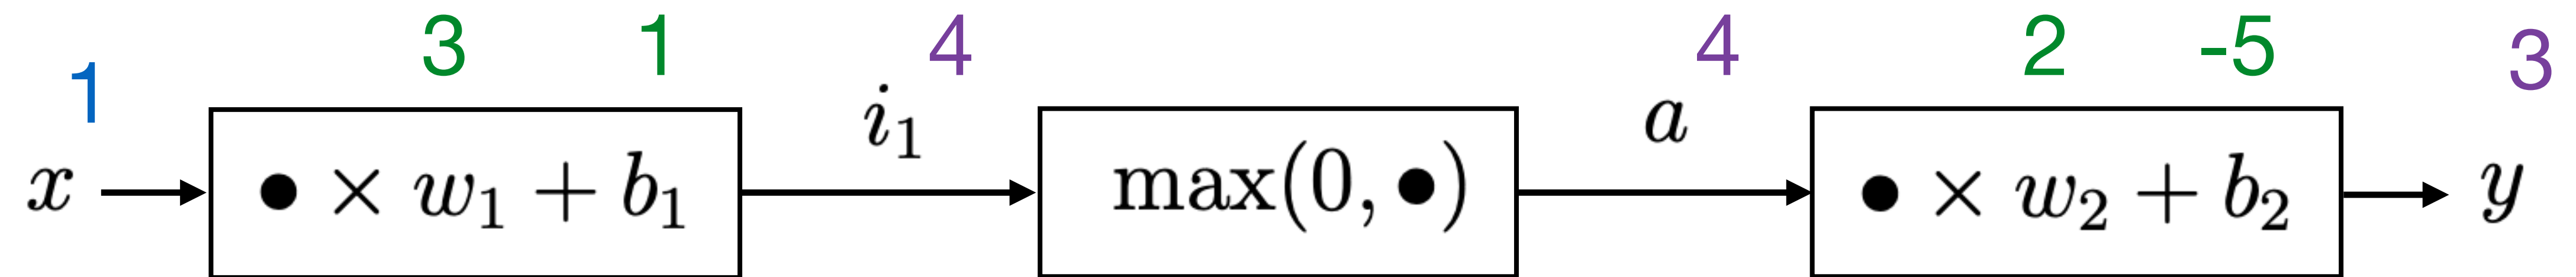 1 3 1 4 4 2 -5 3
x • × w₁ + b₁ i₁ max(0, •) a • × w₂ + b₂ y